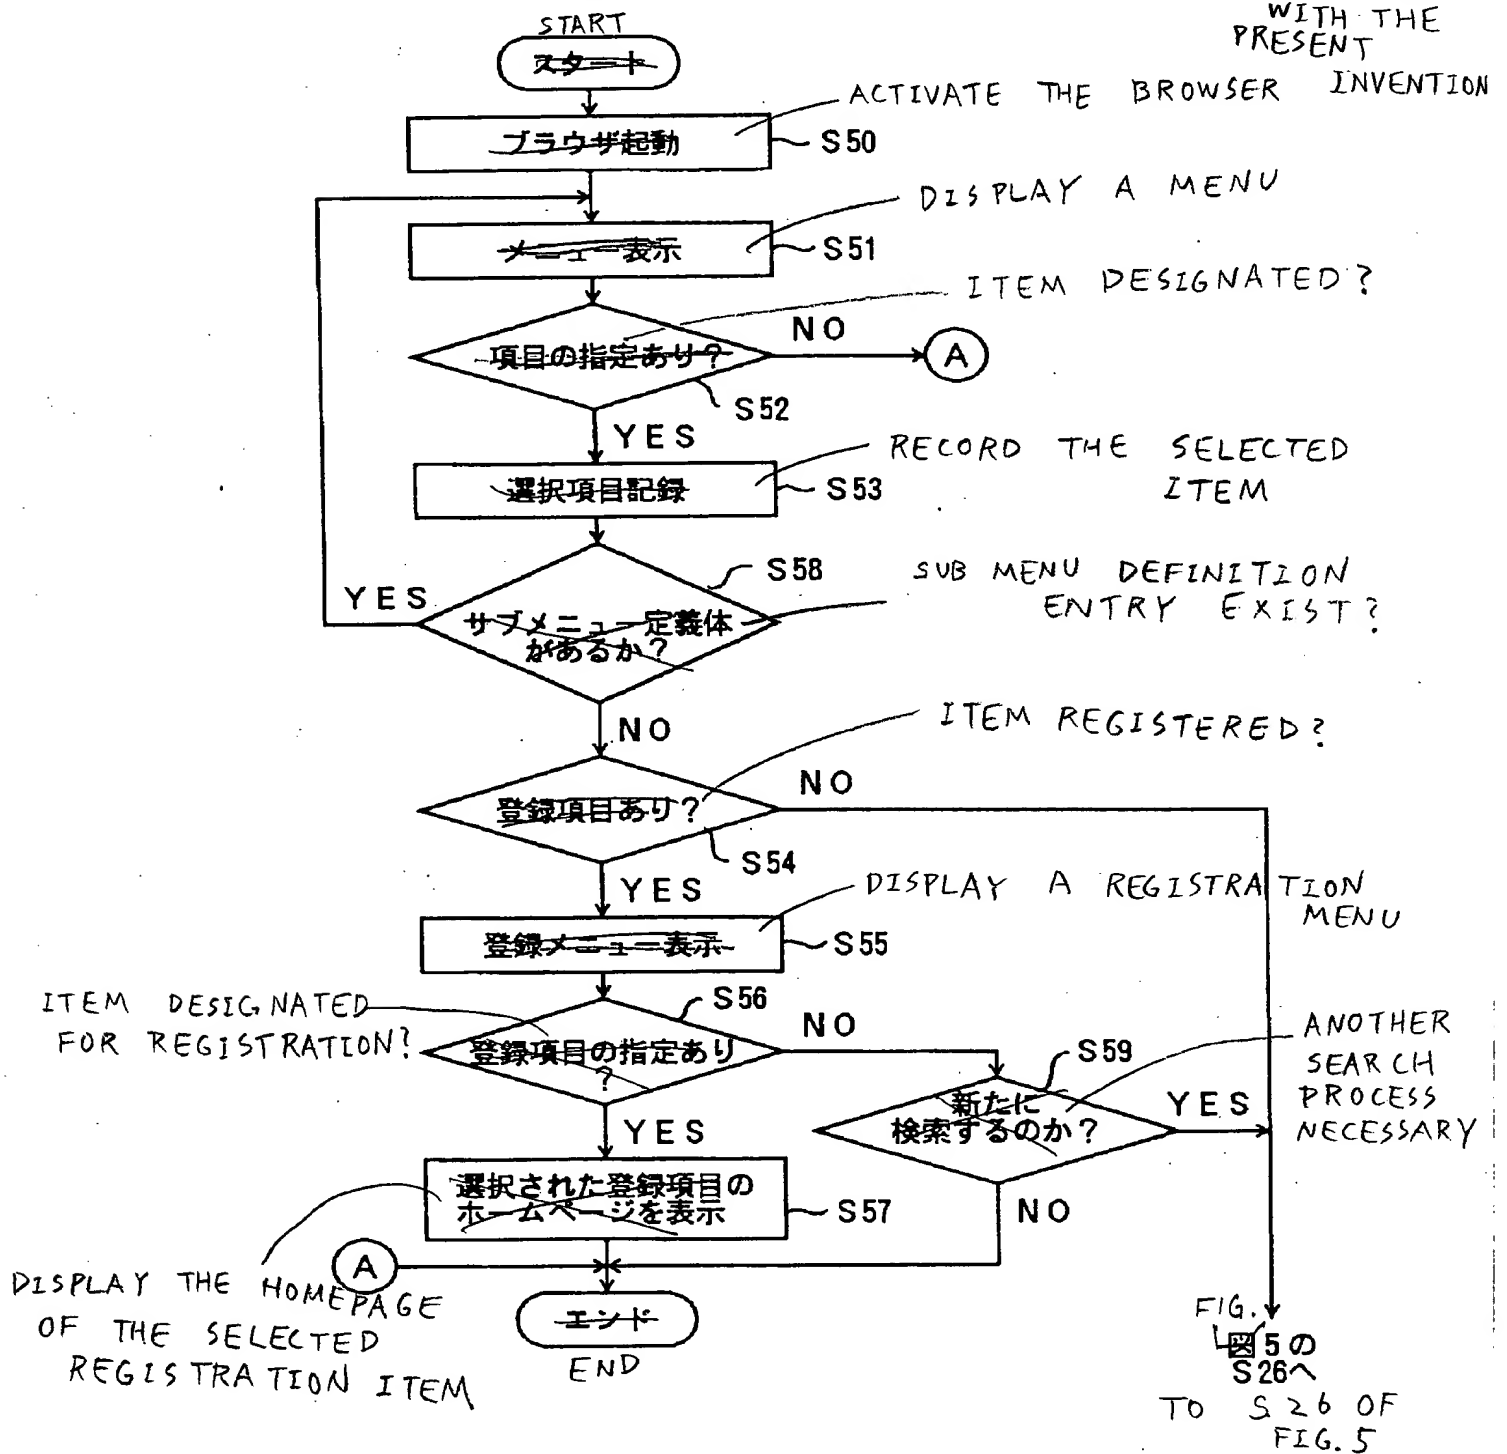 WITH THE
PRESENT
INVENTION
START
スタート
ACTIVATE THE BROWSER
ブラウザ起動
S50
DISPLAY A MENU
メニュー表示
S51
ITEM DESIGNATED?
項目の指定あり?
NO
A
S52
YES
RECORD THE SELECTED
ITEM
選択項目記録
S53
S58
SUB MENU DEFINITION
ENTRY EXIST?
YES
サブメニュー定義体
があるか?
NO
ITEM REGISTERED?
登録項目あり?
NO
S54
YES
DISPLAY A REGISTRATION
MENU
登録メニュー表示
S55
ITEM DESIGNATED
FOR REGISTRATION?
S56
登録項目の指定あり
?
NO
S59
ANOTHER
SEARCH
PROCESS
NECESSARY
新たに
検索するのか?
YES
YES
選択された登録項目の
ホームページを表示
S57
NO
A
DISPLAY THE HOMEPAGE
OF THE SELECTED
REGISTRATION ITEM
エンド
END
FIG.
図5の
S26へ
TO S26 OF
FIG.5